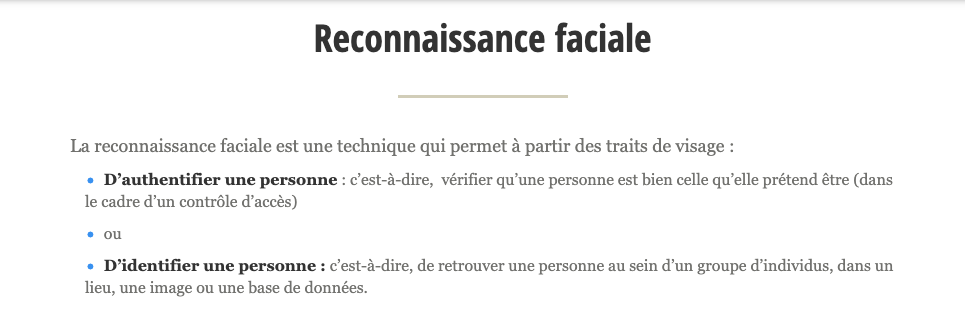 Reconnaissance faciale
La reconnaissance faciale est une technique qui permet à partir des traits de visage :
• D’authentifier une personne : c’est-à-dire,  vérifier qu’une personne est bien celle qu’elle prétend être (dans
le cadre d’un contrôle d’accès)
• ou
• D’identifier une personne : c’est-à-dire, de retrouver une personne au sein d’un groupe d’individus, dans un
lieu, une image ou une base de données.